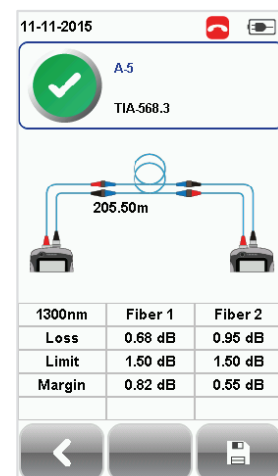 11-11-2015
A-5
TIA-568.3
205.50m
1300nm Fiber 1 Fiber 2
Loss 0.68 dB 0.95 dB
Limit 1.50 dB 1.50 dB
Margin 0.82 dB 0.55 dB